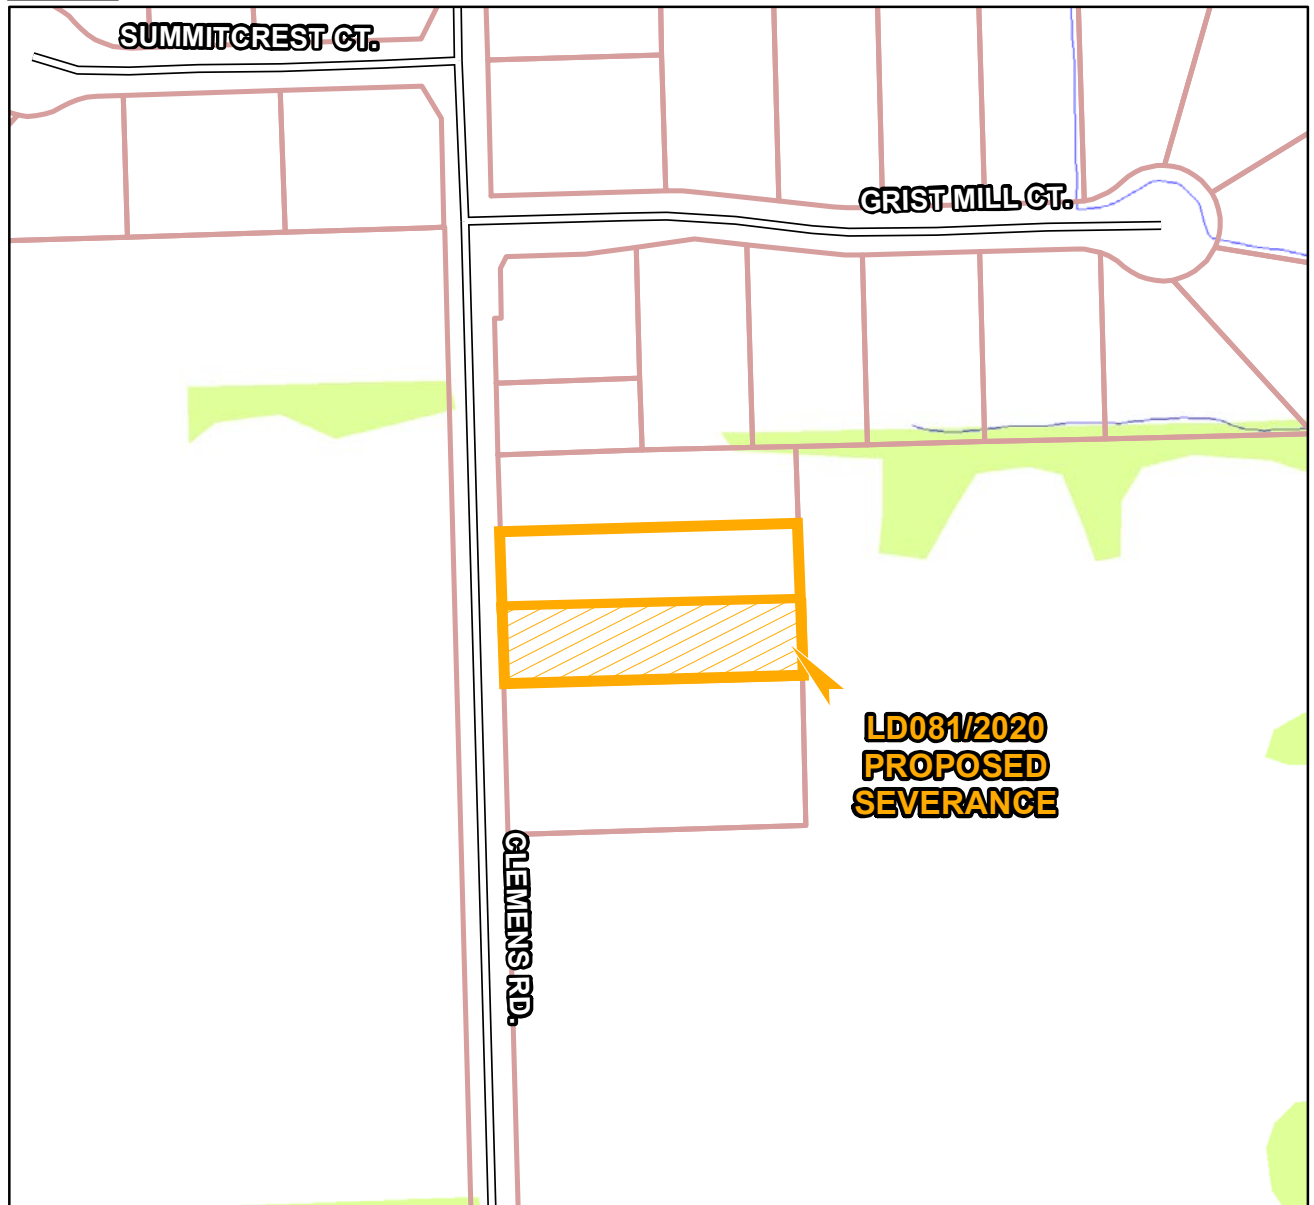 SUMMITCREST CT.
GRIST MILL CT.
LD081/2020
PROPOSED
SEVERANCE
CLEMENS RD.